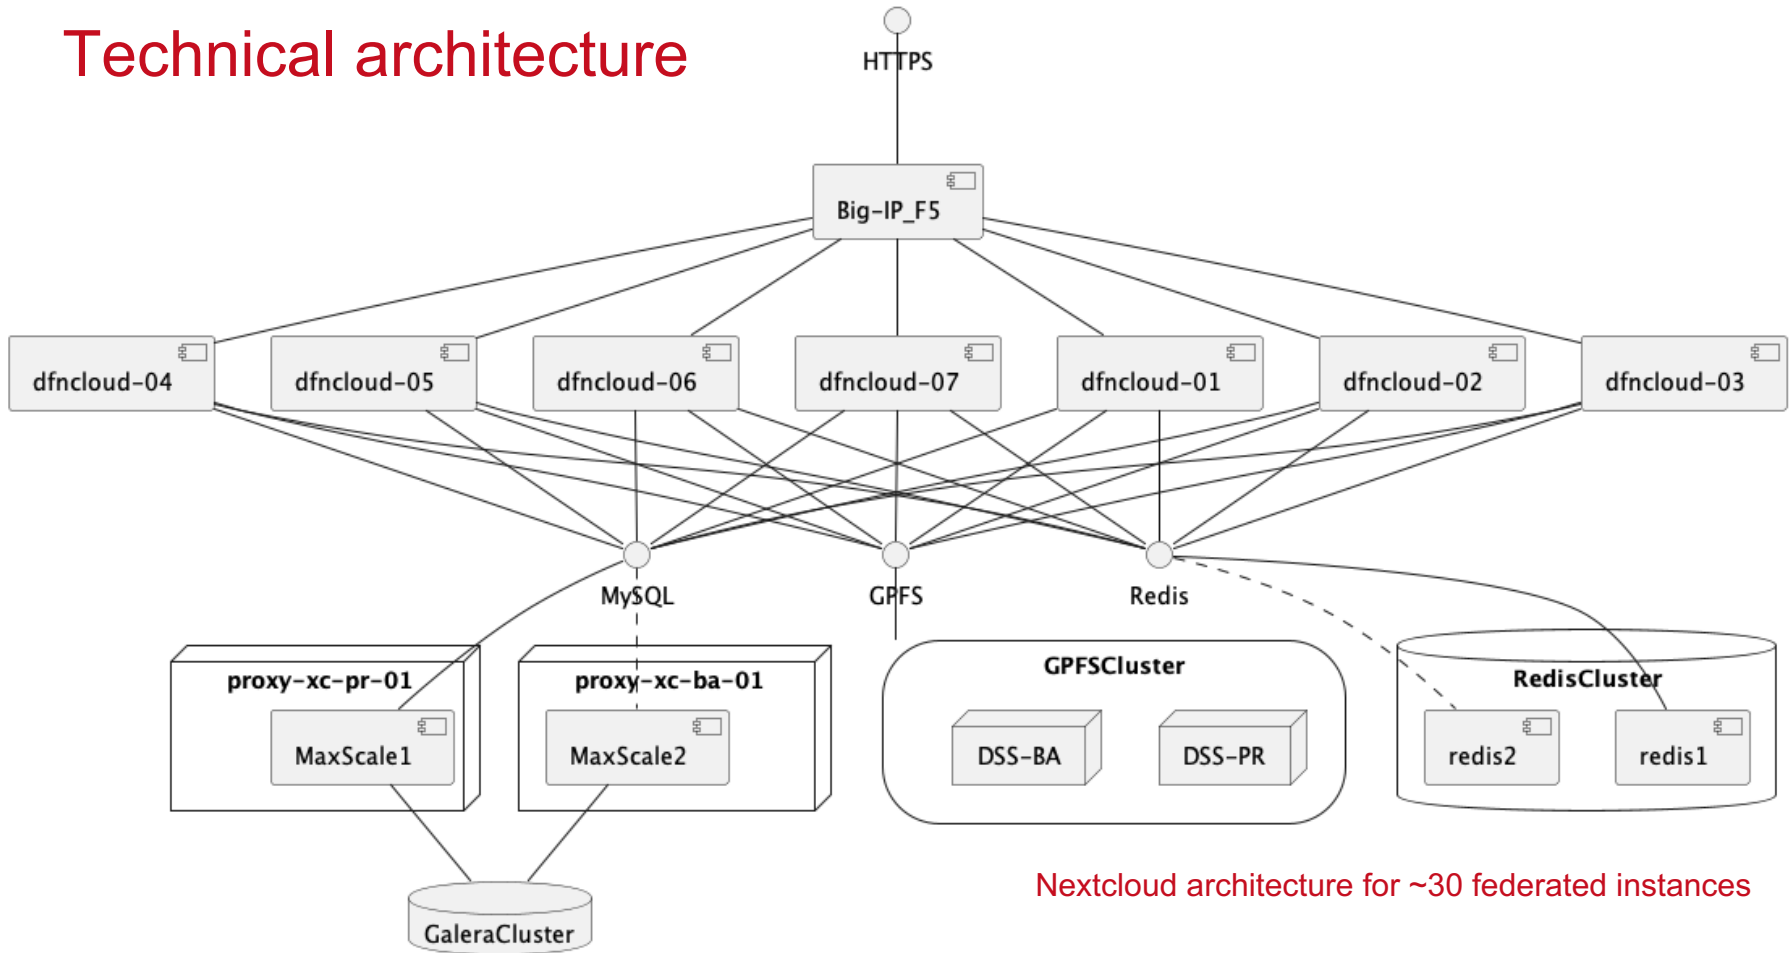 Technical architecture
HTTPS
Big-IP_F5
dfncloud-04
dfncloud-05
dfncloud-06
dfncloud-07
dfncloud-01
dfncloud-02
dfncloud-03
MySQL
GPFS
Redis
proxy-xc-pr-01
proxy-xc-ba-01
GPFSCluster
RedisCluster
MaxScale1
MaxScale2
DSS-BA
DSS-PR
redis2
redis1
Nextcloud architecture for ~30 federated instances
GaleraCluster